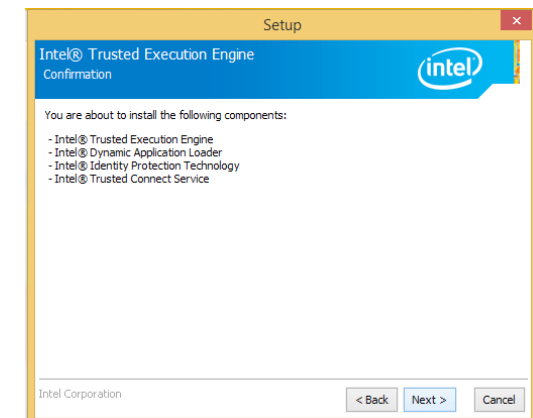 Setup
Intel® Trusted Execution Engine
Confirmation
intel
You are about to install the following components:
- Intel® Trusted Execution Engine
- Intel® Dynamic Application Loader
- Intel® Identity Protection Technology
- Intel® Trusted Connect Service
Intel Corporation
< Back Next > Cancel